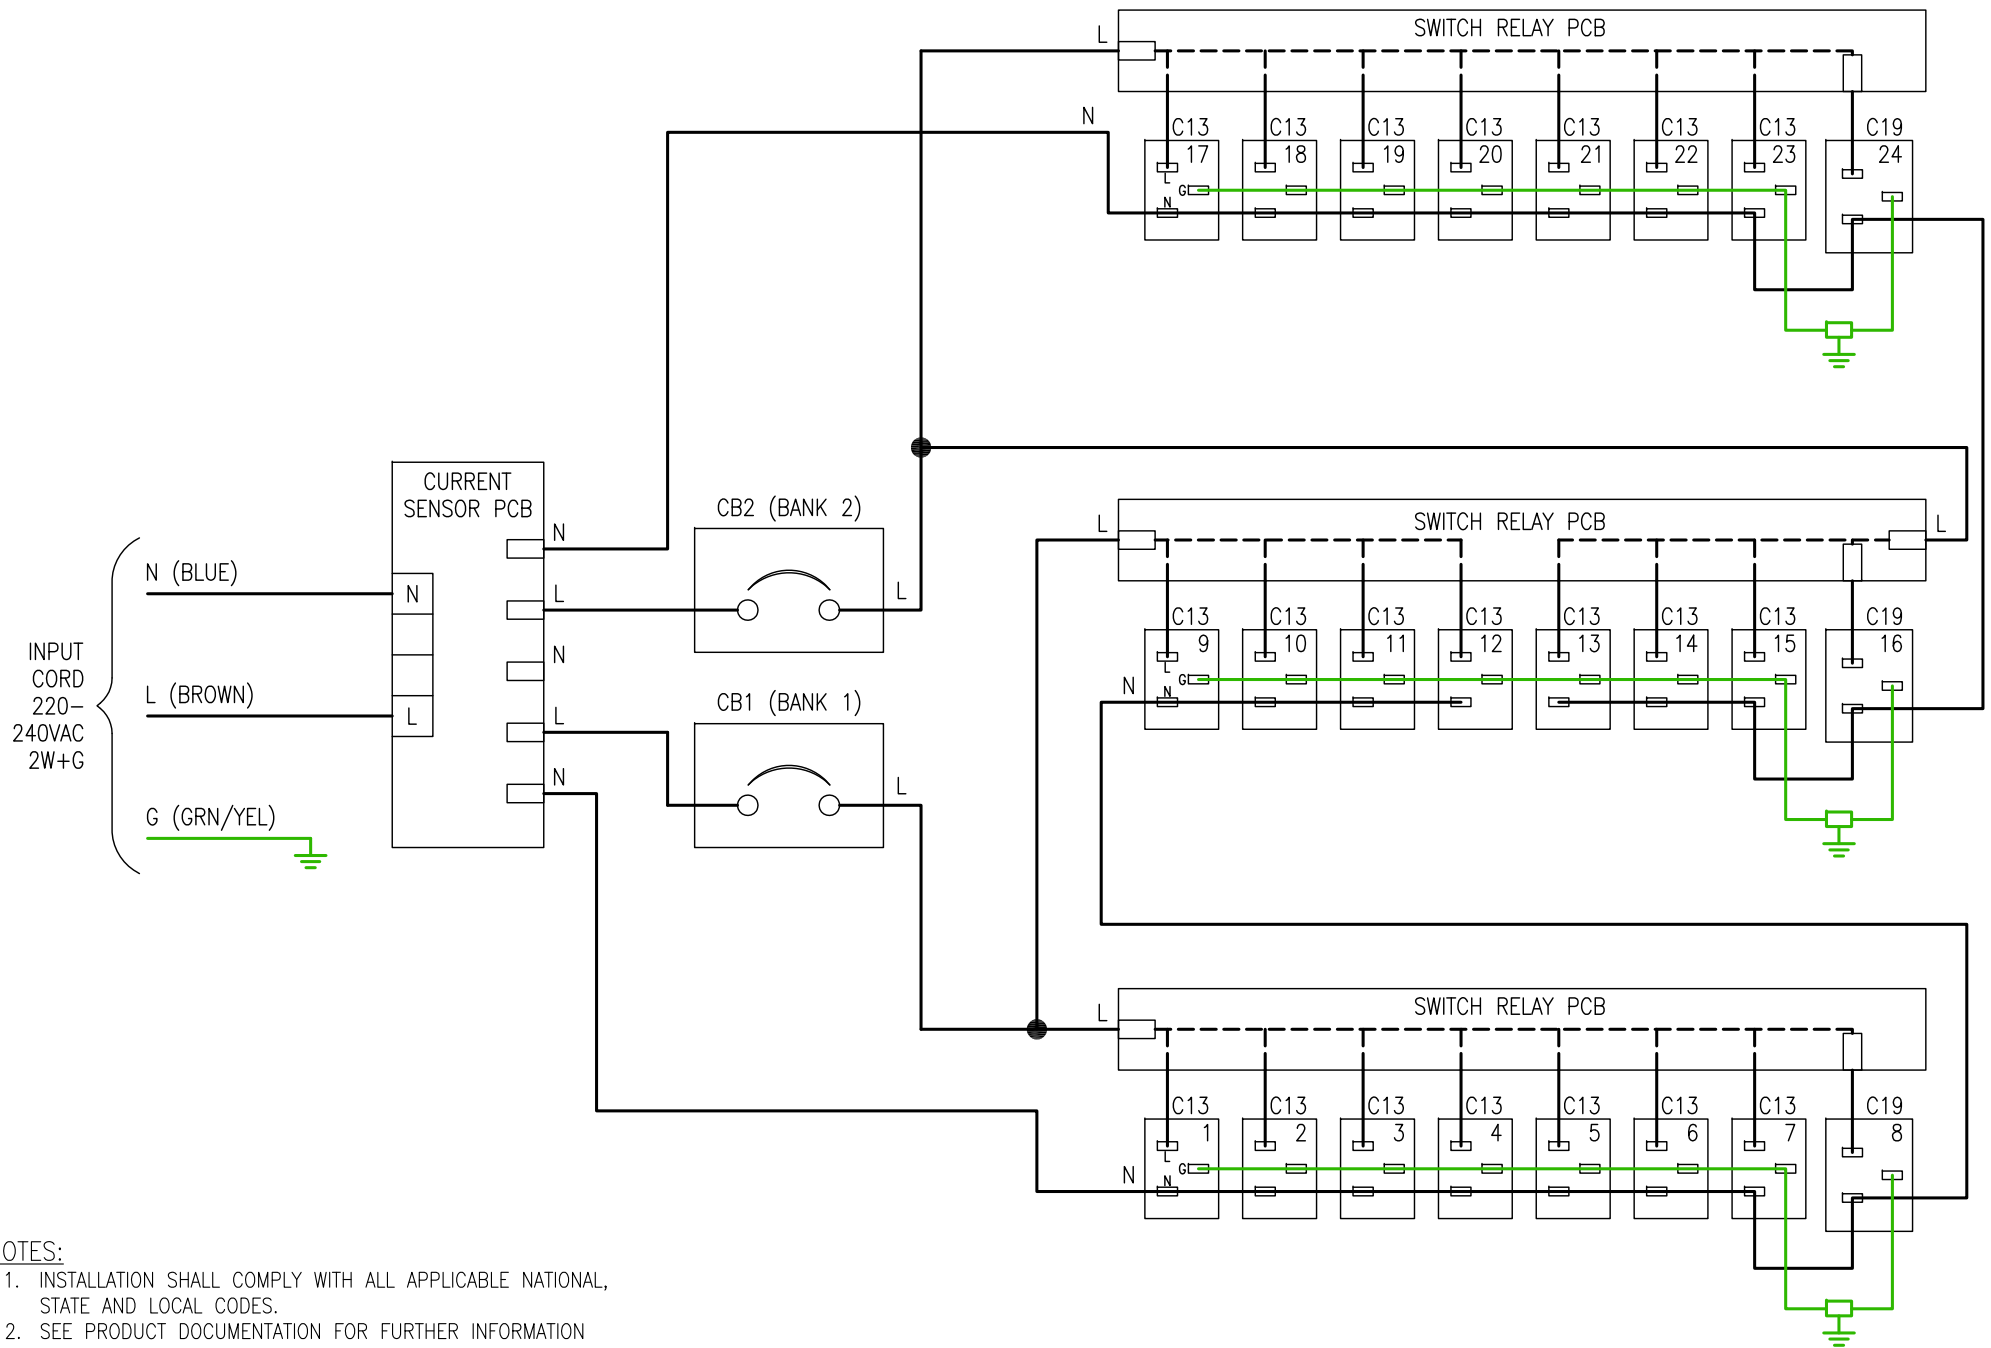 L
SWITCH RELAY PCB
N
C13 C13 C13 C13 C13 C13 C13 C19
17 18 19 20 21 22 23 24
L
G
N
CURRENT
SENSOR PCB
N
L
N
L
N
N
L
INPUT
CORD
220-
240VAC
2W+G
N (BLUE)
L (BROWN)
G (GRN/YEL)
CB2 (BANK 2)
L
CB1 (BANK 1)
L
L
SWITCH RELAY PCB
L
C13 C13 C13 C13 C13 C13 C13 C19
9 10 11 12 13 14 15 16
L
G
N
N
L
SWITCH RELAY PCB
C13 C13 C13 C13 C13 C13 C13 C19
1 2 3 4 5 6 7 8
L
G
N
N
OTES:
1. INSTALLATION SHALL COMPLY WITH ALL APPLICABLE NATIONAL,
STATE AND LOCAL CODES.
2. SEE PRODUCT DOCUMENTATION FOR FURTHER INFORMATION